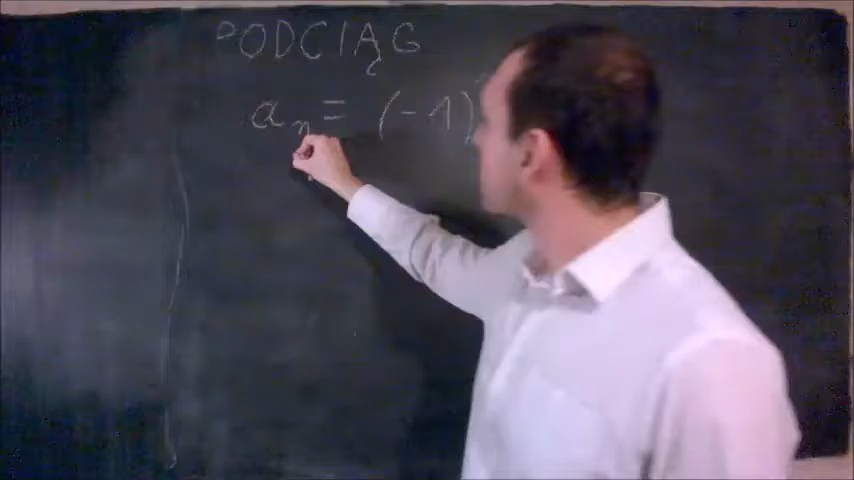 PODCIĄG
aₙ = (-1)